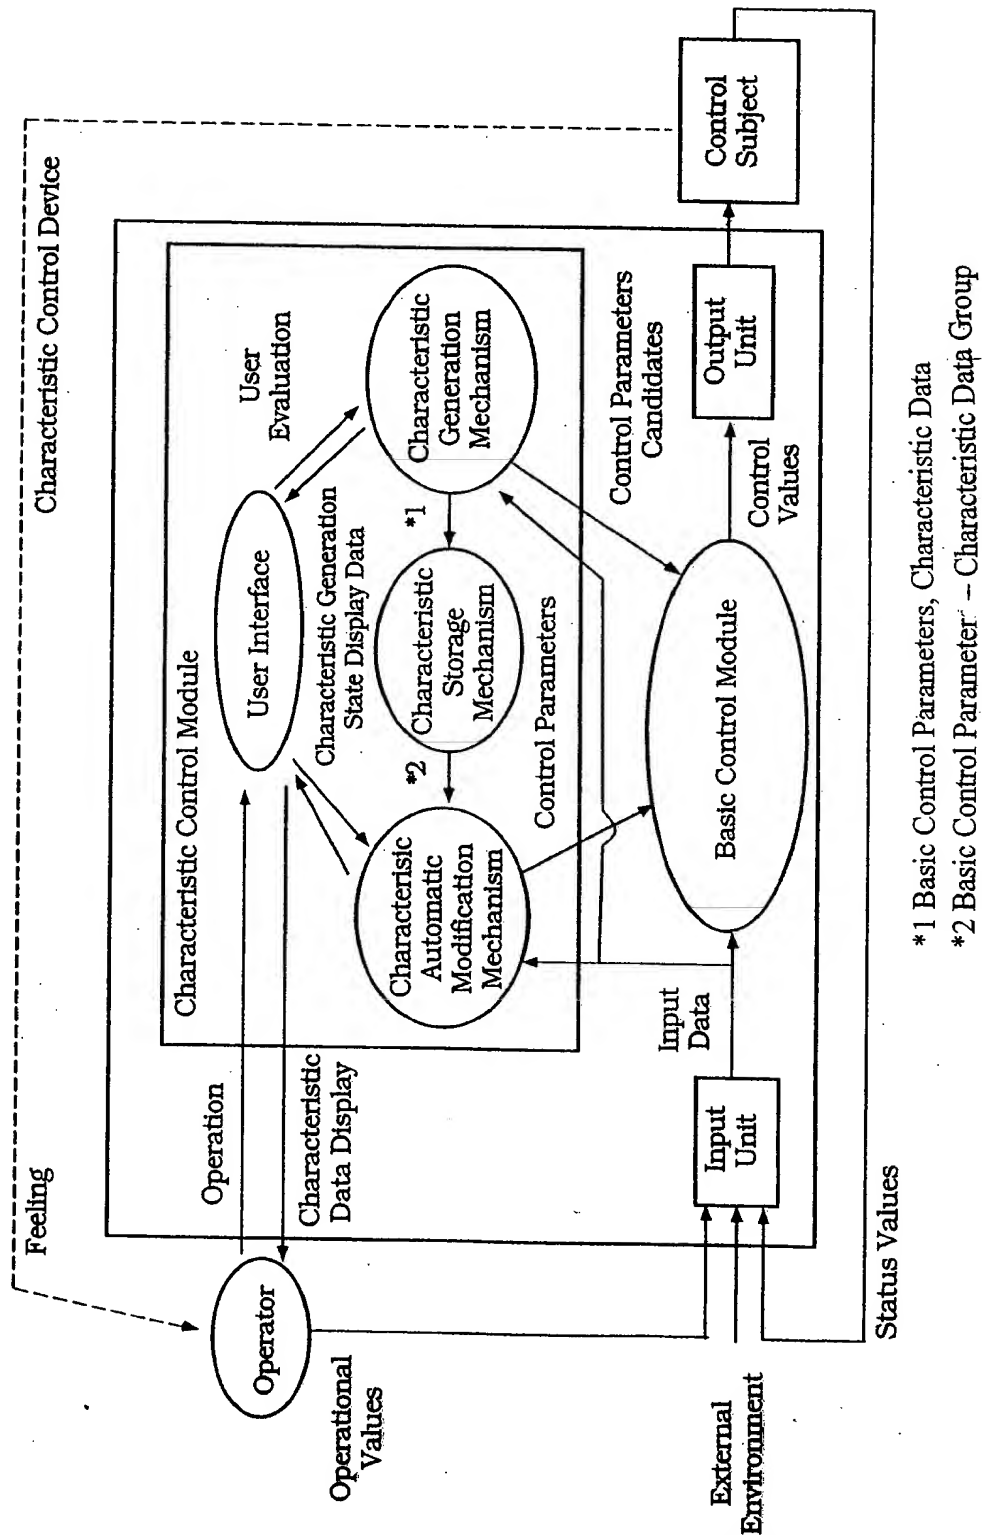 Feeling
Characteristic Control Device
Characteristic Control Module
Operator
Operation
Characteristic
Data Display
User Interface
User
Evaluation
Characteristic Generation
State Display Data
Characterisic
Automatic
Modification
Mechanism
*2
Characteristic
Storage
Mechanism
*1
Characteristic
Generation
Mechanism
Control Parameters
Control Parameters
Candidates
Operational
Values
External
Environment
Input
Unit
Input
Data
Basic Control Module
Control
Values
Output
Unit
Control
Subject
Status Values
*1 Basic Control Parameters, Characteristic Data
*2 Basic Control Parameter – Characteristic Data Group